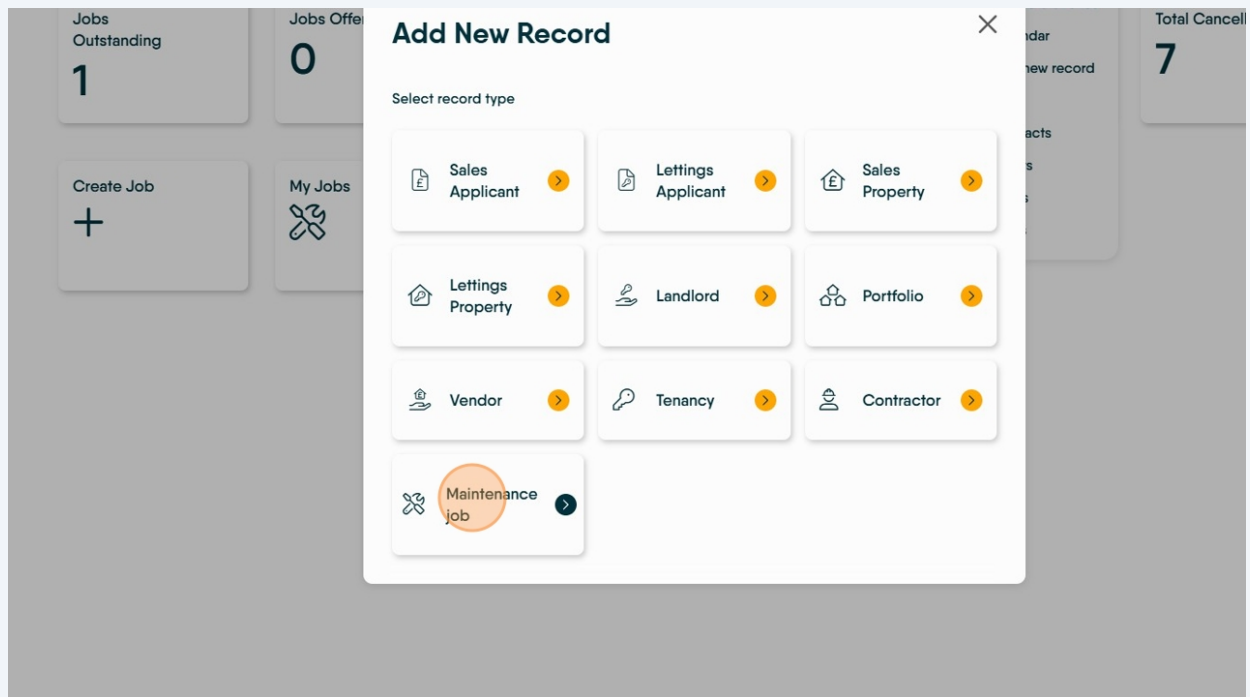 Jobs
Outstanding
1
Jobs Offe
0
Add New Record
Select record type
Sales
Applicant
Lettings
Applicant
Sales
Property
Lettings
Property
Landlord
Portfolio
Vendor
Tenancy
Contractor
Maintenance
job
Create Job
My Jobs
ndar
new record
acts
Total Cancell
7